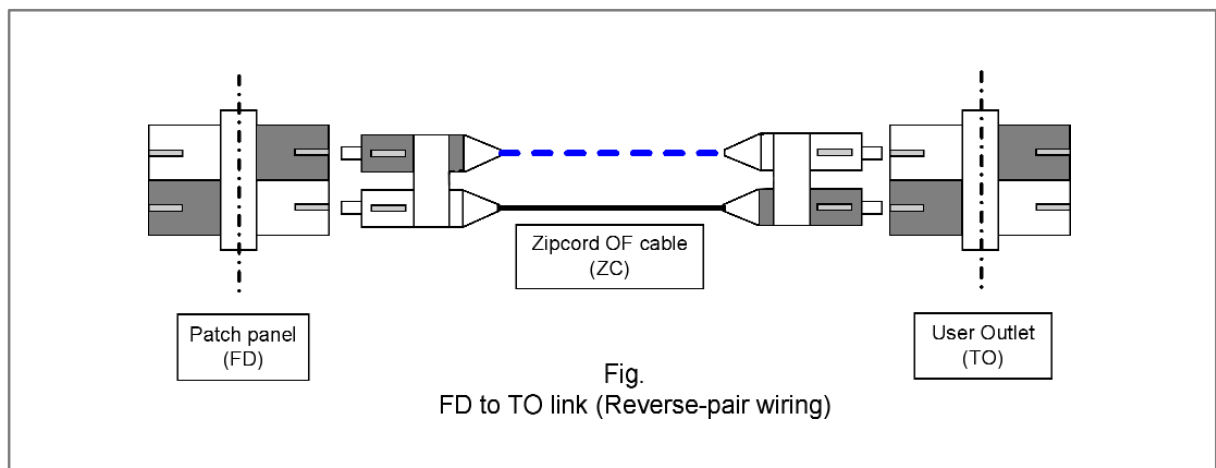 Zipcord OF cable
(ZC)
Patch panel
(FD)
User Outlet
(TO)
Fig.
FD to TO link (Reverse-pair wiring)